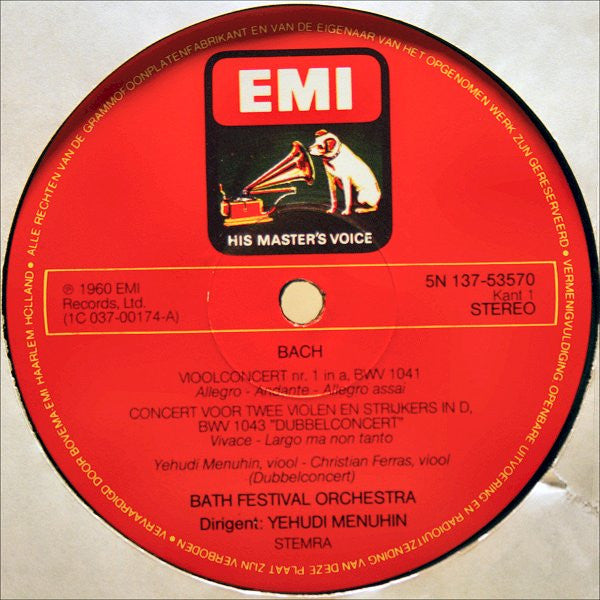 EMI
HIS MASTER'S VOICE
℗ 1960 EMI
Records, Ltd.
(1C 037-00174-A)
5N 137-53570
Kant 1
STEREO
BACH
VIOOLCONCERT nr. 1 in a, BWV 1041
Allegro - Andante - Allegro assai
CONCERT VOOR TWEE VIOLEN EN STRIJKERS IN D,
BWV 1043 "DUBBELCONCERT"
Vivace - Largo ma non tanto
Yehudi Menuhin, viool - Christian Ferras, viool
(Dubbelconcert)
BATH FESTIVAL ORCHESTRA
Dirigent: YEHUDI MENUHIN
STEMRA
ALLE RECHTEN VAN DE GRAMMOFOONPLATENFABRIKANT EN VAN DE EIGENAAR VAN HET OPGENOMEN WERK ZIJN GERESERVEERD • VERMENIGVULDIGING OPENBARE UITVOERING EN RADIOUITZENDING VAN DEZE PLAAT ZIJN VERBODEN • VERVAARDIGD DOOR BOVEMA-EMI HAARLEM HOLLAND •